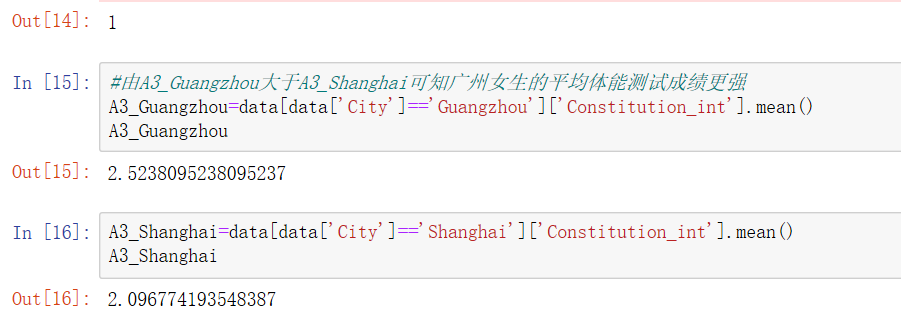 Out[14]: 1
In [15]: #由A3_Guangzhou大于A3_Shanghai可知广州女生的平均体能测试成绩更强
A3_Guangzhou=data[data['City']=='Guangzhou']['Constitution_int'].mean()
A3_Guangzhou
Out[15]: 2.5238095238095237
In [16]: A3_Shanghai=data[data['City']=='Shanghai']['Constitution_int'].mean()
A3_Shanghai
Out[16]: 2.096774193548387